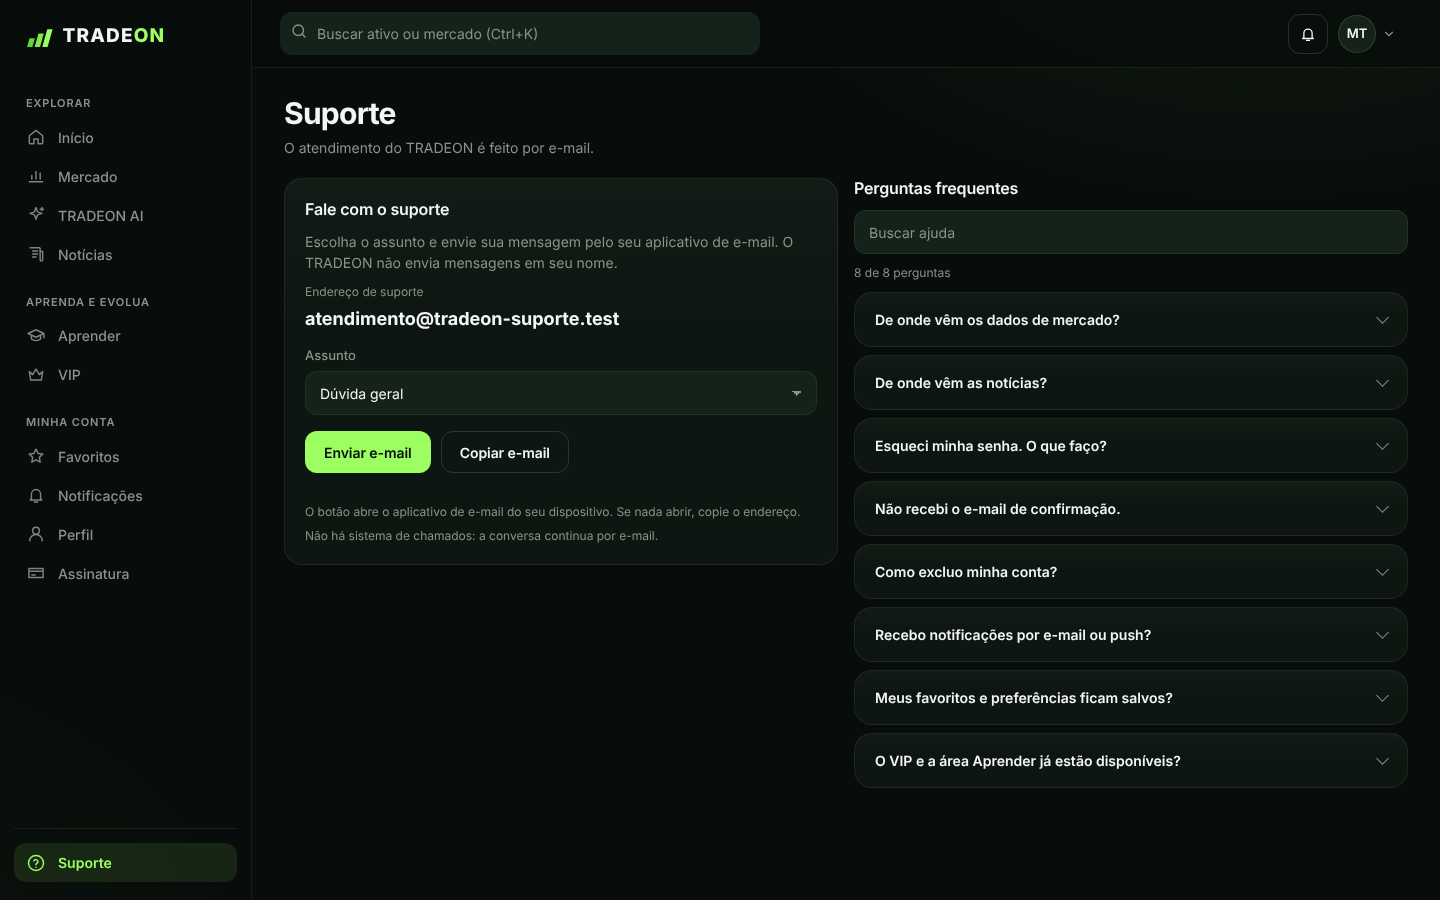 TRADEON
EXPLORAR
Início
Mercado
TRADEON AI
Notícias
APRENDA E EVOLUA
Aprender
VIP
MINHA CONTA
Favoritos
Notificações
Perfil
Assinatura
Suporte
Buscar ativo ou mercado (Ctrl+K)
MT
Suporte
O atendimento do TRADEON é feito por e-mail.
Fale com o suporte
Escolha o assunto e envie sua mensagem pelo seu aplicativo de e-mail. O
TRADEON não envia mensagens em seu nome.
Endereço de suporte
atendimento@tradeon-suporte.test
Assunto
Dúvida geral
Enviar e-mail
Copiar e-mail
O botão abre o aplicativo de e-mail do seu dispositivo. Se nada abrir, copie o endereço.
Não há sistema de chamados: a conversa continua por e-mail.
Perguntas frequentes
Buscar ajuda
8 de 8 perguntas
De onde vêm os dados de mercado?
De onde vêm as notícias?
Esqueci minha senha. O que faço?
Não recebi o e-mail de confirmação.
Como excluo minha conta?
Recebo notificações por e-mail ou push?
Meus favoritos e preferências ficam salvos?
O VIP e a área Aprender já estão disponíveis?